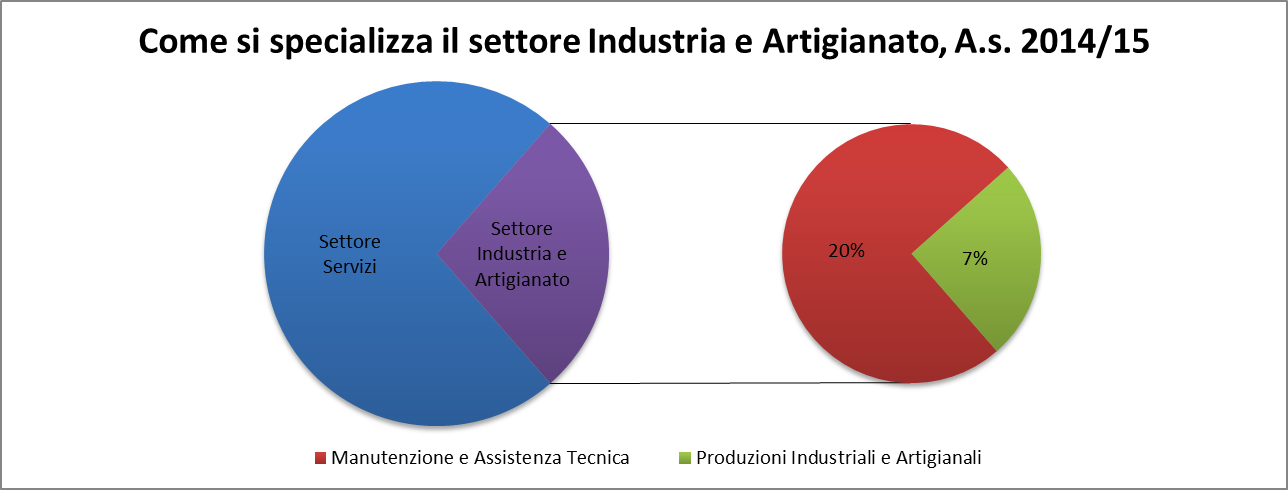 Come si specializza il settore Industria e Artigianato, A.s. 2014/15
Settore
Servizi
Settore
Industria e
Artigianato
20%
7%
Manutenzione e Assistenza Tecnica
Produzioni Industriali e Artigianali